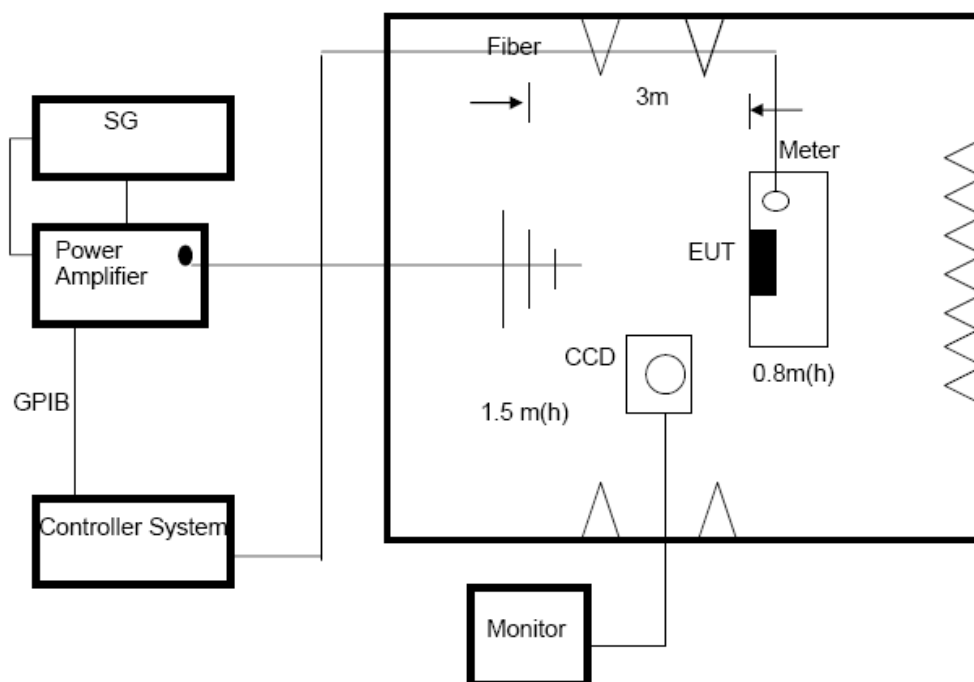 Fiber
SG
3m
Meter
Power
Amplifier
EUT
CCD
0.8m(h)
GPIB
1.5 m(h)
Controller System
Monitor